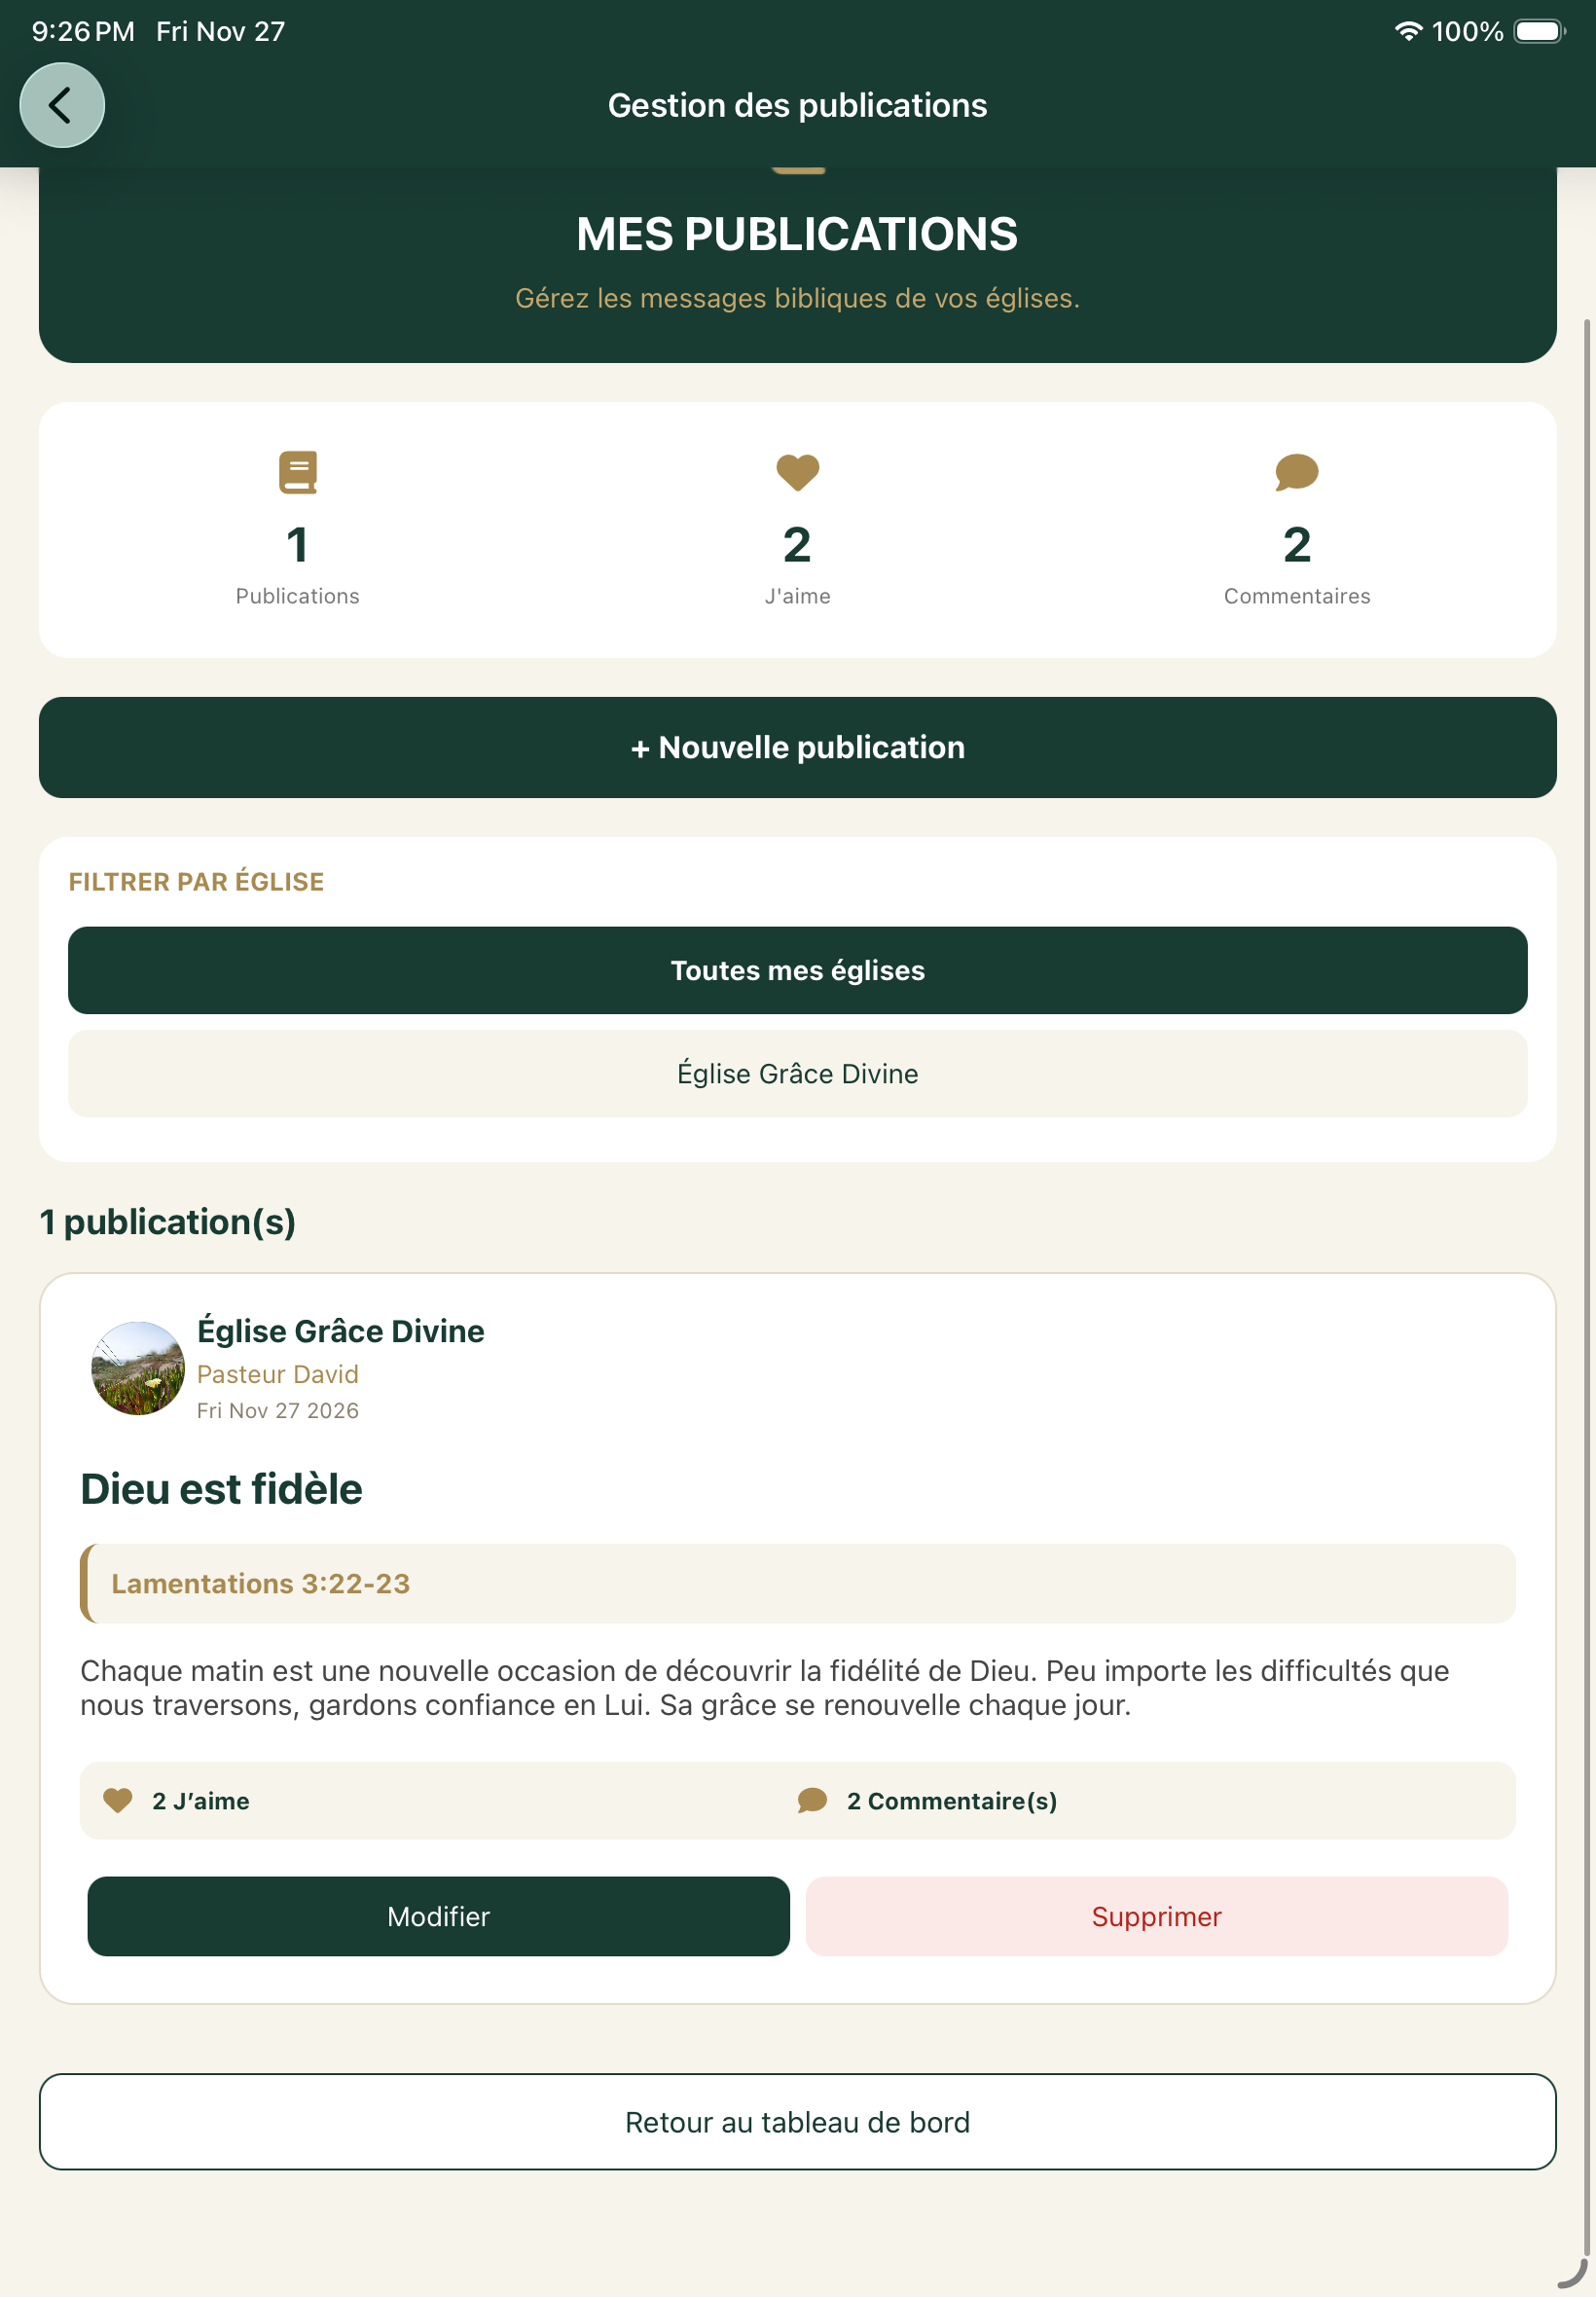 9:26 PM Fri Nov 27 100%
Gestion des publications
MES PUBLICATIONS
Gérez les messages bibliques de vos églises.
1 2 2
Publications J'aime Commentaires
+ Nouvelle publication
FILTRER PAR ÉGLISE
Toutes mes églises
Église Grâce Divine
1 publication(s)
Église Grâce Divine
Pasteur David
Fri Nov 27 2026
Dieu est fidèle
Lamentations 3:22-23
Chaque matin est une nouvelle occasion de découvrir la fidélité de Dieu. Peu importe les difficultés que
nous traversons, gardons confiance en Lui. Sa grâce se renouvelle chaque jour.
2 J’aime 2 Commentaire(s)
Modifier Supprimer
Retour au tableau de bord